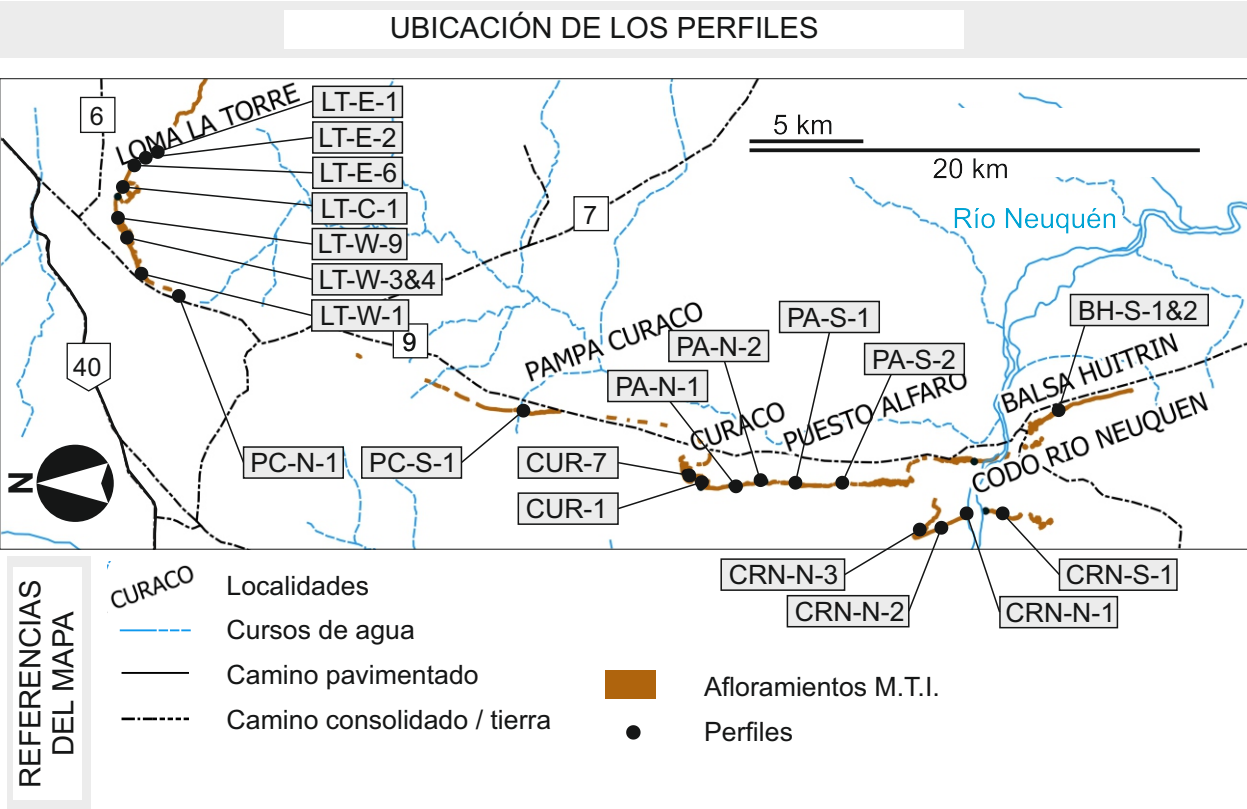 UBICACIÓN DE LOS PERFILES
6
LOMA LA TORRE
LT-E-1
LT-E-2
LT-E-6
LT-C-1
LT-W-9
LT-W-3&4
LT-W-1
5 km
20 km
7
Río Neuquén
9
40
PAMPA CURACO
PA-S-1
BH-S-1&2
PA-N-2
PA-S-2
PA-N-1
BALSA HUITRIN
CURACO
PUESTO ALFARO
CODO RIO NEUQUEN
N
PC-N-1
PC-S-1
CUR-7
CUR-1
CRN-N-3
CRN-S-1
CRN-N-2
CRN-N-1
REFERENCIAS
DEL MAPA
CURACO
Localidades
Cursos de agua
Camino pavimentado
Camino consolidado / tierra
Afloramientos M.T.I.
Perfiles